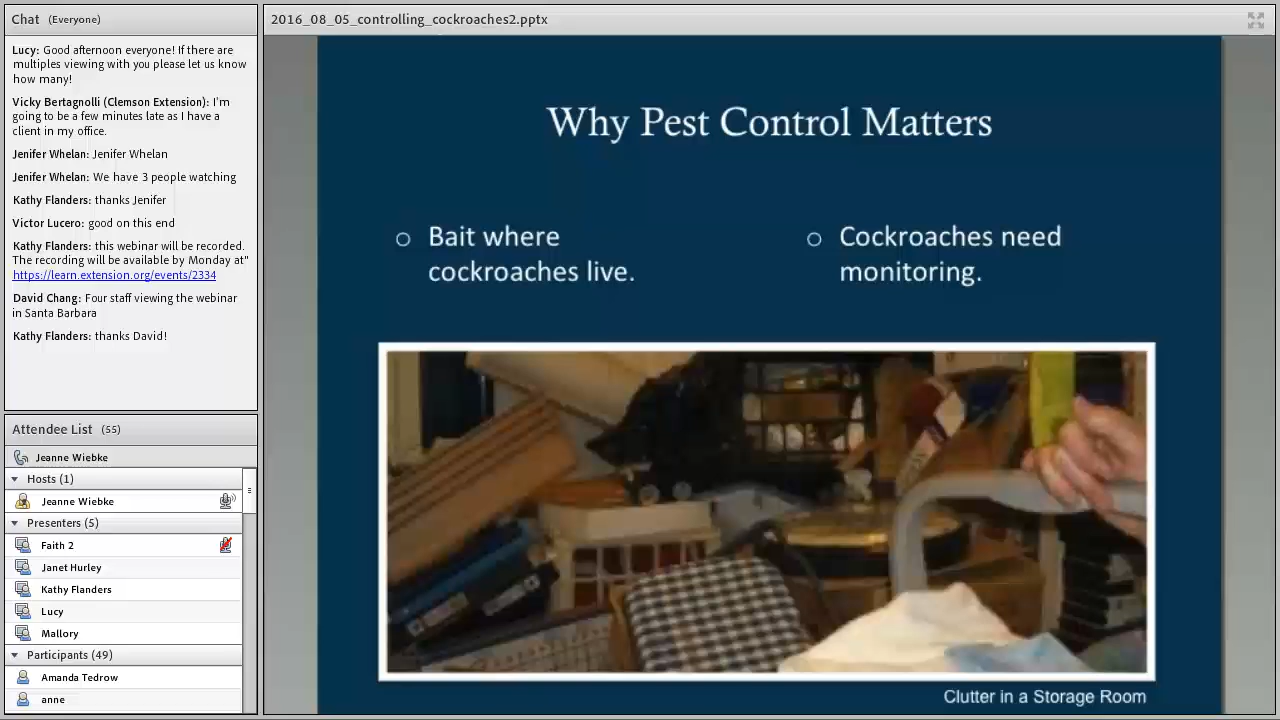 Chat (Everyone)
Lucy: Good afternoon everyone! If there are
multiples viewing with you please let us know
how many!
Vicky Bertagnolli (Clemson Extension): I'm
going to be a few minutes late as I have a
client in my office.
Jenifer Whelan: Jenifer Whelan
Jenifer Whelan: We have 3 people watching
Kathy Flanders: thanks Jenifer
Victor Lucero: good on this end
Kathy Flanders: this webinar will be recorded.
The recording will be available by Monday at"
https://learn.extension.org/events/2334
David Chang: Four staff viewing the webinar
in Santa Barbara
Kathy Flanders: thanks David!
Attendee List (55)
Jeanne Wiebke
Hosts (1)
Jeanne Wiebke
Presenters (5)
Faith 2
Janet Hurley
Kathy Flanders
Lucy
Mallory
Participants (49)
Amanda Tedrow
anne
2016_08_05_controlling_cockroaches2.pptx
Why Pest Control Matters
Bait where
cockroaches live.
Cockroaches need
monitoring.
Clutter in a Storage Room